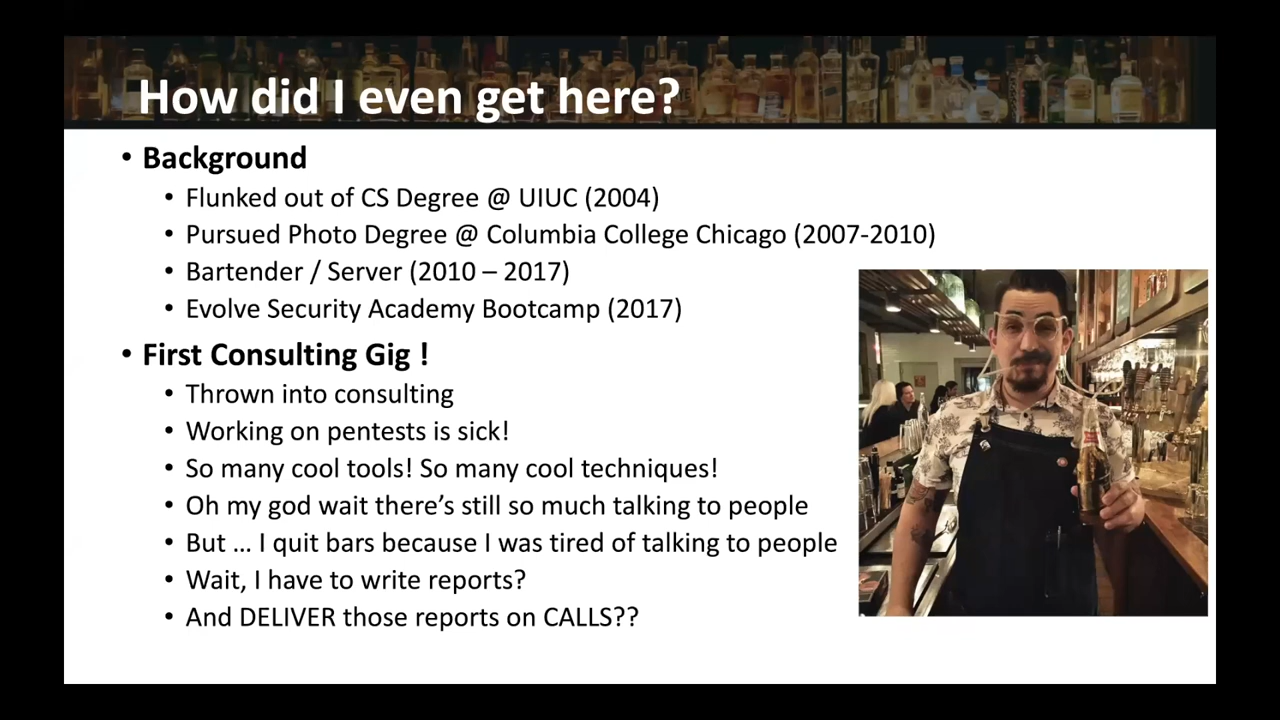 How did I even get here?
• Background
• Flunked out of CS Degree @ UIUC (2004)
• Pursued Photo Degree @ Columbia College Chicago (2007-2010)
• Bartender / Server (2010 – 2017)
• Evolve Security Academy Bootcamp (2017)
• First Consulting Gig !
• Thrown into consulting
• Working on pentests is sick!
• So many cool tools! So many cool techniques!
• Oh my god wait there’s still so much talking to people
• But … I quit bars because I was tired of talking to people
• Wait, I have to write reports?
• And DELIVER those reports on CALLS??